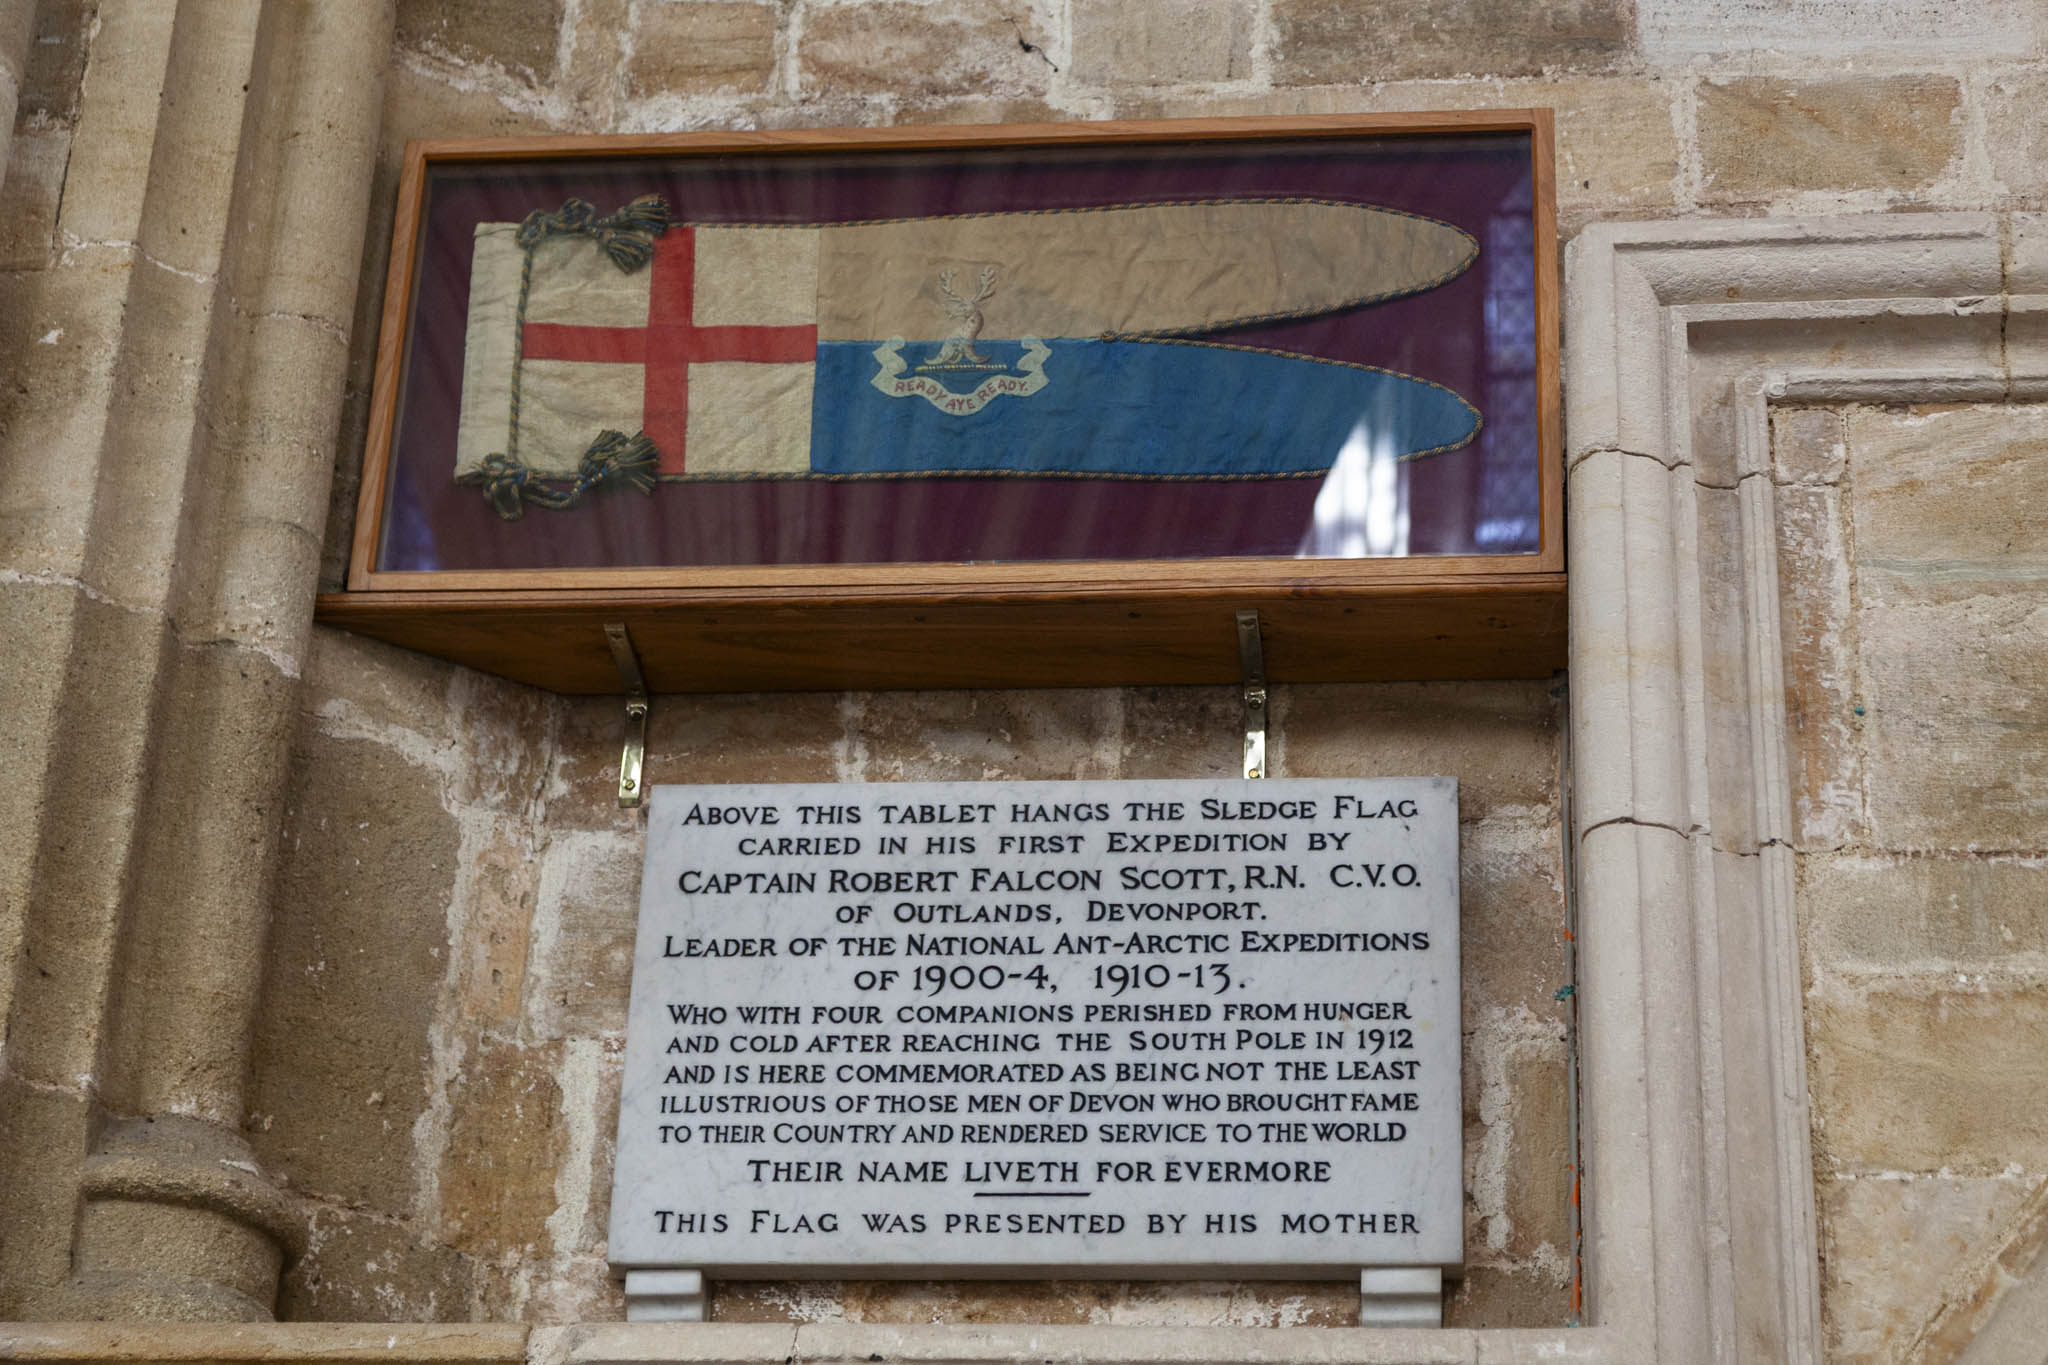 READY AYE READY.
ABOVE THIS TABLET HANGS THE SLEDGE FLAG
CARRIED IN HIS FIRST EXPEDITION BY
CAPTAIN ROBERT FALCON SCOTT, R.N. C.V.O.
OF OUTLANDS, DEVONPORT.
LEADER OF THE NATIONAL ANT-ARCTIC EXPEDITIONS
OF 1900-4, 1910-13.
WHO WITH FOUR COMPANIONS PERISHED FROM HUNGER
AND COLD AFTER REACHING THE SOUTH POLE IN 1912
AND IS HERE COMMEMORATED AS BEING NOT THE LEAST
ILLUSTRIOUS OF THOSE MEN OF DEVON WHO BROUGHT FAME
TO THEIR COUNTRY AND RENDERED SERVICE TO THE WORLD
THEIR NAME LIVETH FOR EVERMORE
THIS FLAG WAS PRESENTED BY HIS MOTHER